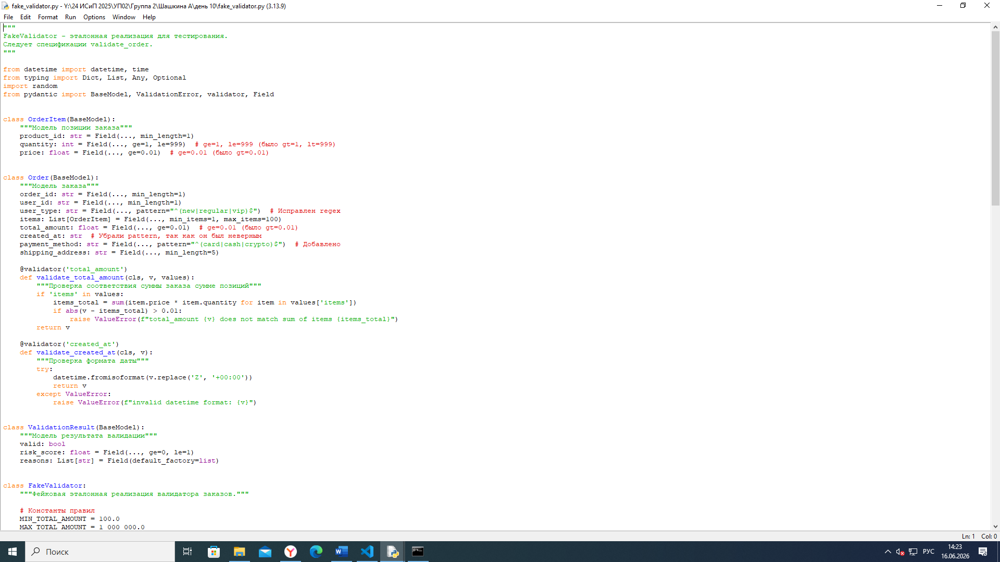 fake_validator.py - Y:\24 ИСиП 2025\УП02\Группа 2\Шашкина А\день 10\fake_validator.py (3.13.9)
File Edit Format Run Options Window Help
"""
FakeValidator - эталонная реализация для тестирования.
Следует спецификации validate_order.
"""
from datetime import datetime, time
from typing import Dict, List, Any, Optional
import random
from pydantic import BaseModel, ValidationError, validator, Field
class OrderItem(BaseModel):
    """Модель позиции заказа"""
    product_id: str = Field(..., min_length=1)
    quantity: int = Field(..., ge=1, le=999)  # ge=1, le=999 (было gt=1, lt=999)
    price: float = Field(..., ge=0.01)  # ge=0.01 (было gt=0.01)
class Order(BaseModel):
    """Модель заказа"""
    order_id: str = Field(..., min_length=1)
    user_id: str = Field(..., min_length=1)
    user_type: str = Field(..., pattern="^(new|regular|vip)$")  # Исправлен regex
    items: List[OrderItem] = Field(..., min_items=1, max_items=100)
    total_amount: float = Field(..., ge=0.01)  # ge=0.01 (было gt=0.01)
    created_at: str  # Убрали pattern, так как он был неверным
    payment_method: str = Field(..., pattern="^(card|cash|crypto)$")  # Добавлено
    shipping_address: str = Field(..., min_length=5)
    @validator('total_amount')
    def validate_total_amount(cls, v, values):
        """Проверка соответствия суммы заказа сумме позиций"""
        if 'items' in values:
            items_total = sum(item.price * item.quantity for item in values['items'])
            if abs(v - items_total) > 0.01:
                raise ValueError(f"total_amount {v} does not match sum of items {items_total}")
        return v
    @validator('created_at')
    def validate_created_at(cls, v):
        """Проверка формата даты"""
        try:
            datetime.fromisoformat(v.replace('Z', '+00:00'))
            return v
        except ValueError:
            raise ValueError(f"invalid datetime format: {v}")
class ValidationResult(BaseModel):
    """Модель результата валидации"""
    valid: bool
    risk_score: float = Field(..., ge=0, le=1)
    reasons: List[str] = Field(default_factory=list)
class FakeValidator:
    """Фейковая эталонная реализация валидатора заказов."""
    # Константы правил
    MIN_TOTAL_AMOUNT = 100.0
    MAX_TOTAL_AMOUNT = 1_000_000.0
Ln: 1 Col: 0
Поиск
РУС
14:23
16.06.2026